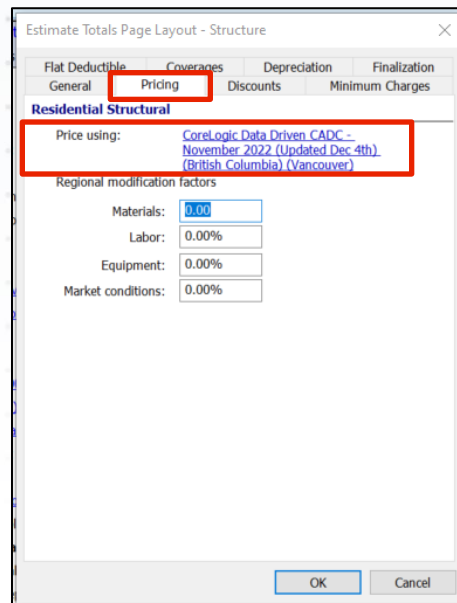 Estimate Totals Page Layout - Structure
Flat Deductible Coverages Depreciation Finalization
General Pricing Discounts Minimum Charges
Residential Structural
Price using: CoreLogic Data Driven CADC -
November 2022 (Updated Dec 4th)
(British Columbia) (Vancouver)
Regional modification factors
Materials: 0.00
Labor: 0.00%
Equipment: 0.00%
Market conditions: 0.00%
OK Cancel